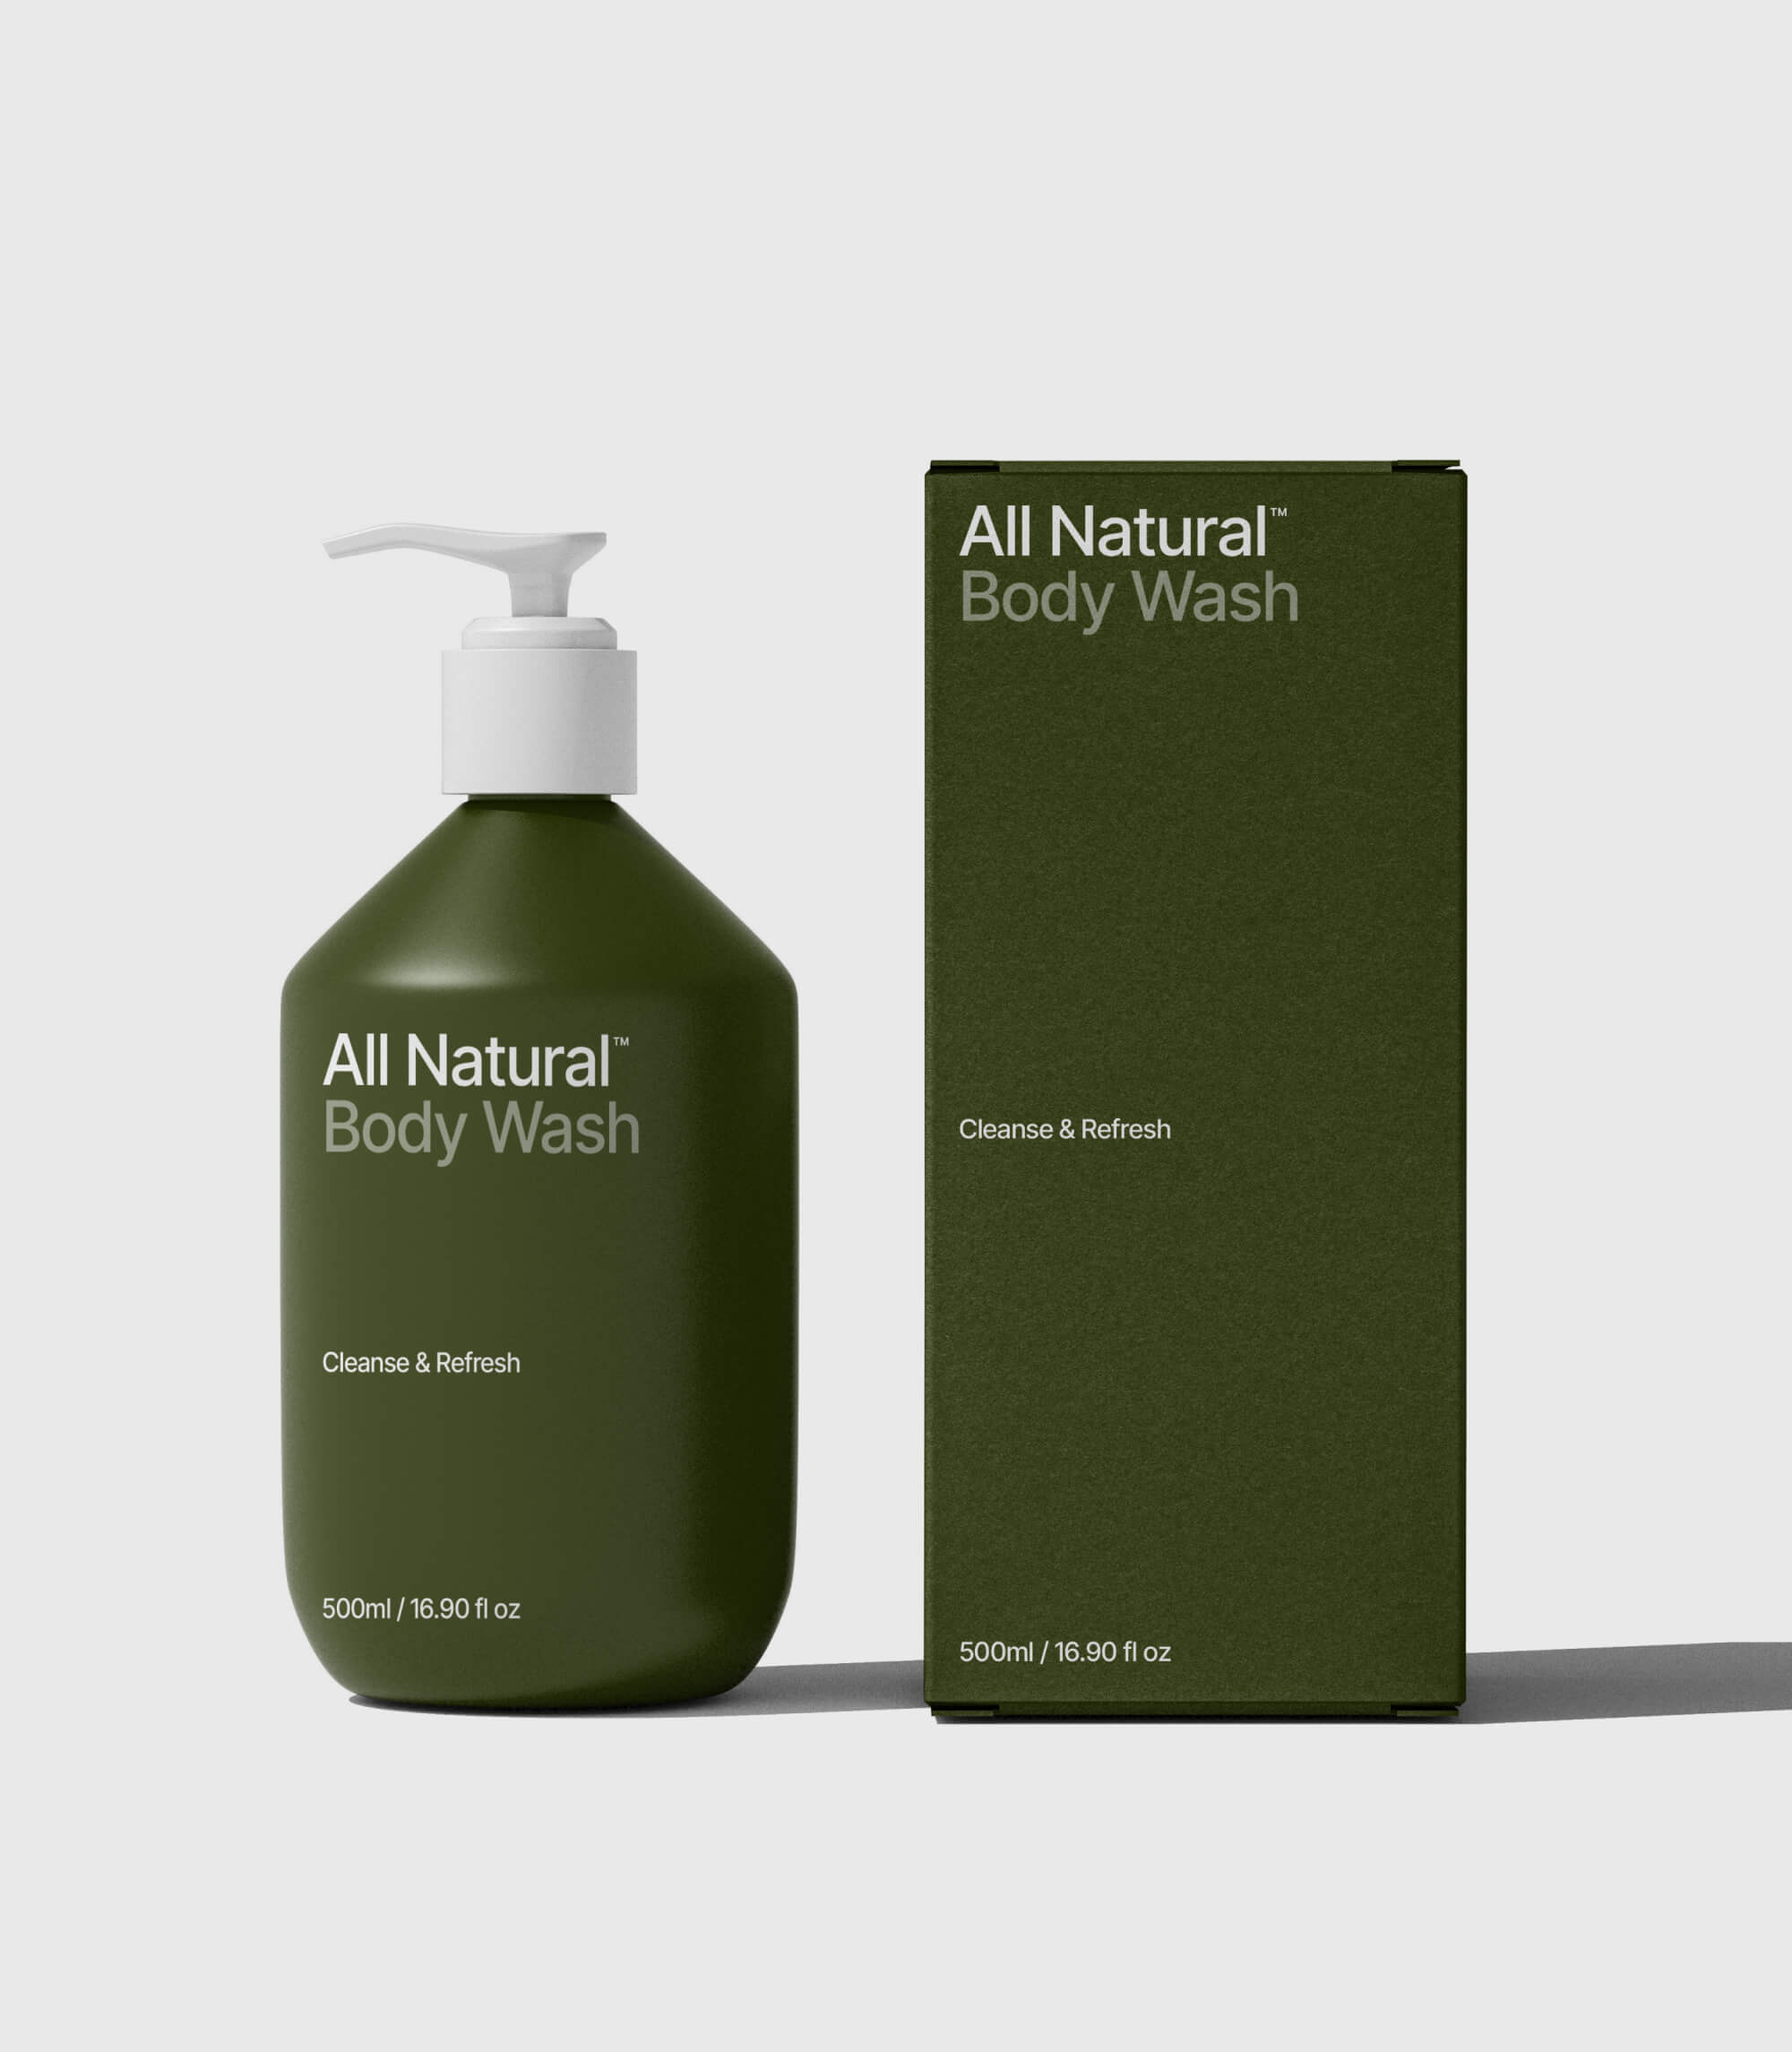 All Natural™
Body Wash
Cleanse & Refresh
500ml / 16.90 fl oz
All Natural™
Body Wash
Cleanse & Refresh
500ml / 16.90 fl oz